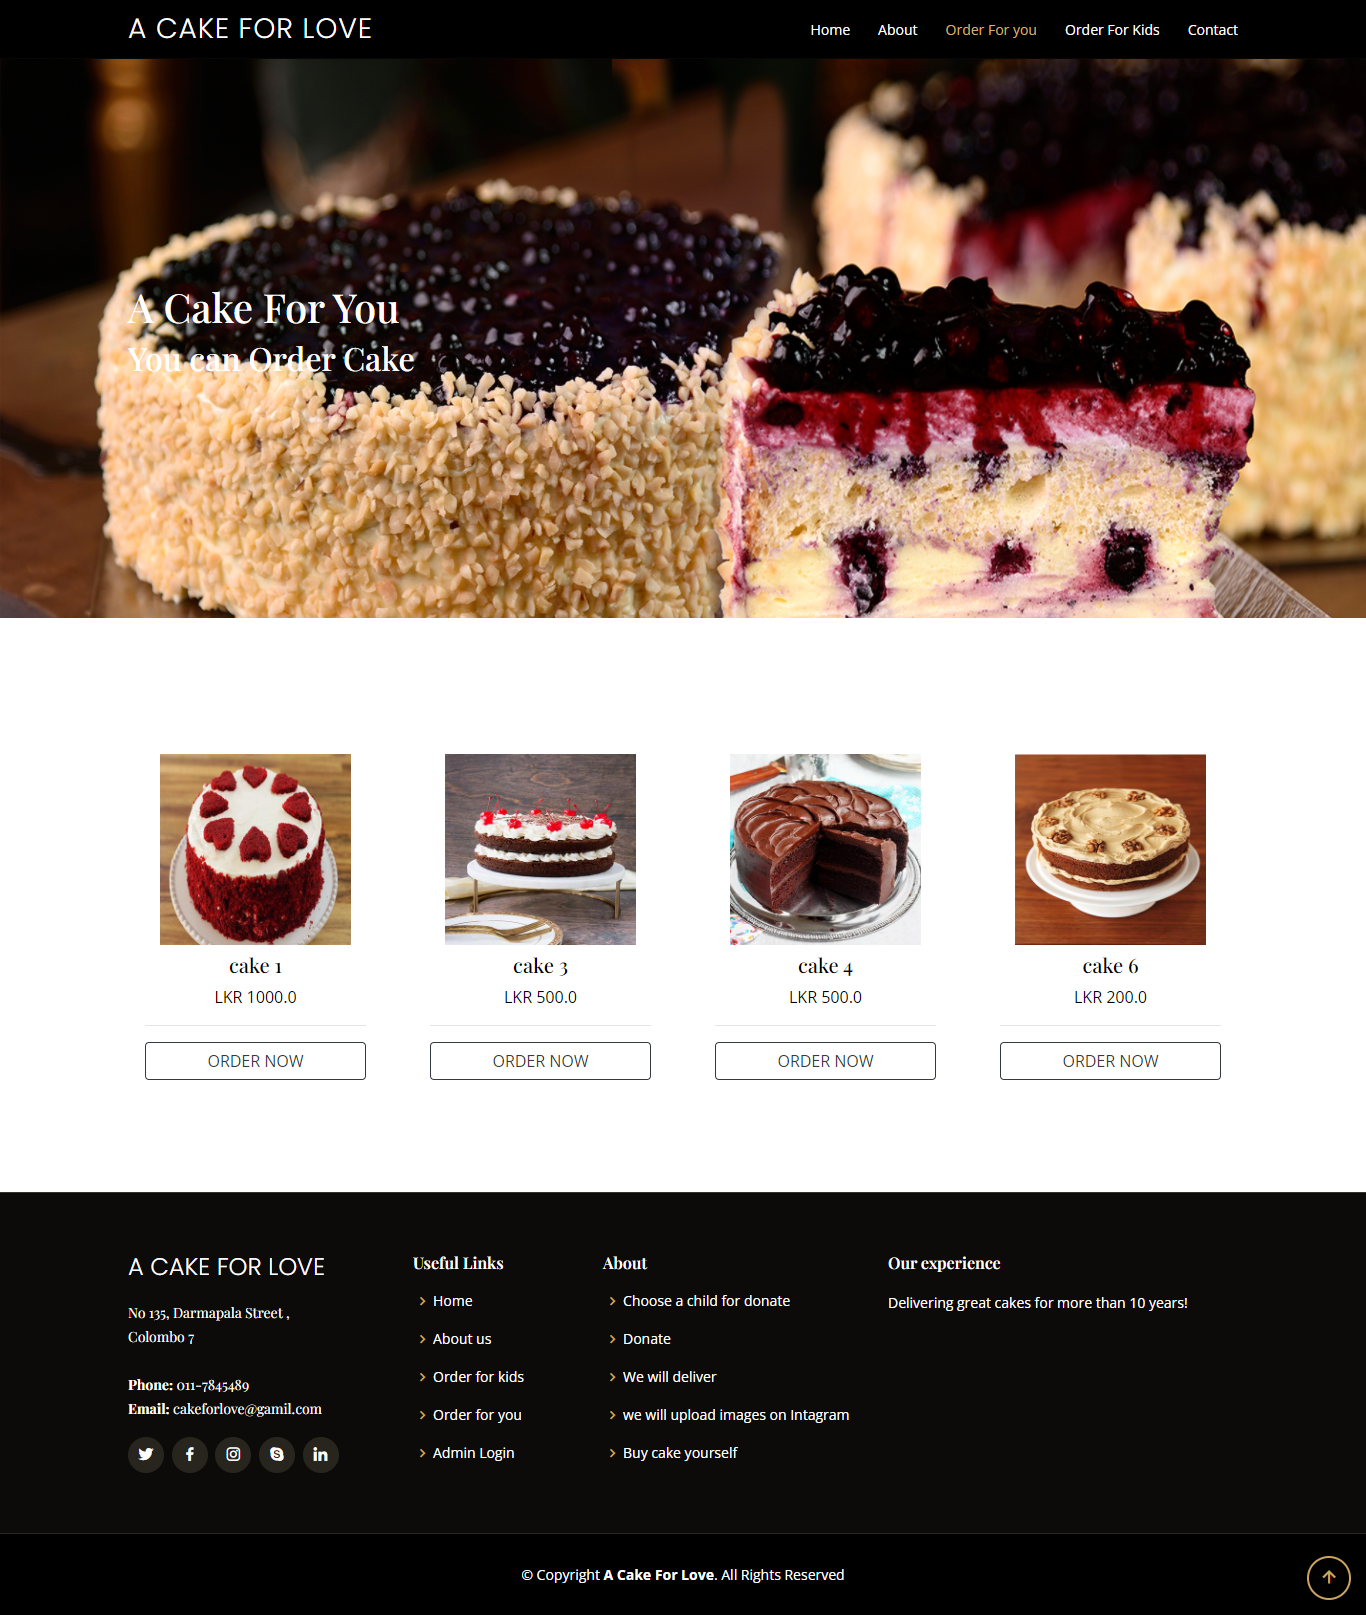 A CAKE FOR LOVE
Home About Order For you Order For Kids Contact
A Cake For You
You can Order Cake
cake 1
LKR 1000.0
ORDER NOW
cake 3
LKR 500.0
ORDER NOW
cake 4
LKR 500.0
ORDER NOW
cake 6
LKR 200.0
ORDER NOW
A CAKE FOR LOVE
No 135, Darmapala Street ,
Colombo 7
Phone: 011-7845489
Email: cakeforlove@gamil.com
Useful Links
Home
About us
Order for kids
Order for you
Admin Login
About
Choose a child for donate
Donate
We will deliver
we will upload images on Intagram
Buy cake yourself
Our experience
Delivering great cakes for more than 10 years!
© Copyright A Cake For Love. All Rights Reserved